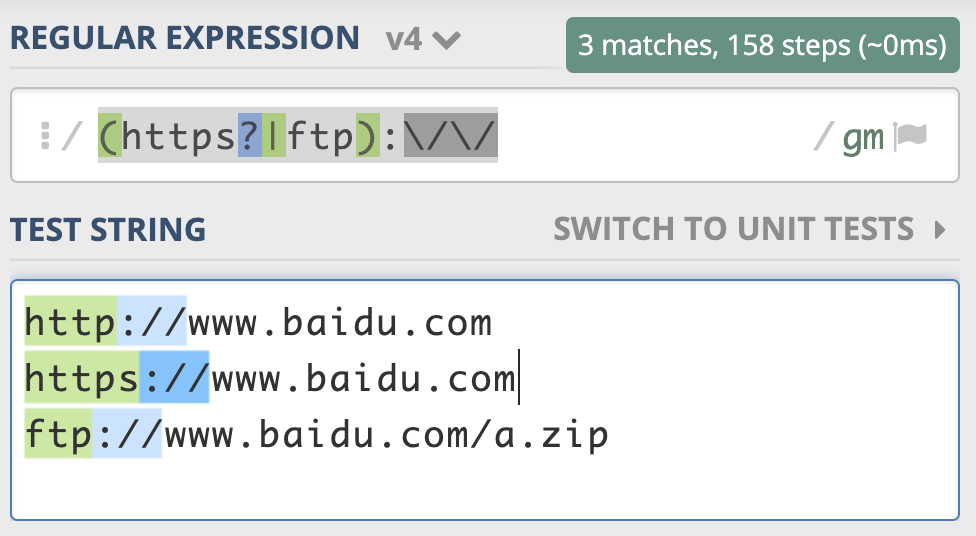 REGULAR EXPRESSION v4 3 matches, 158 steps (~0ms)
/ (https?|ftp):\/\/ / gm
TEST STRING SWITCH TO UNIT TESTS
http://www.baidu.com
https://www.baidu.com
ftp://www.baidu.com/a.zip